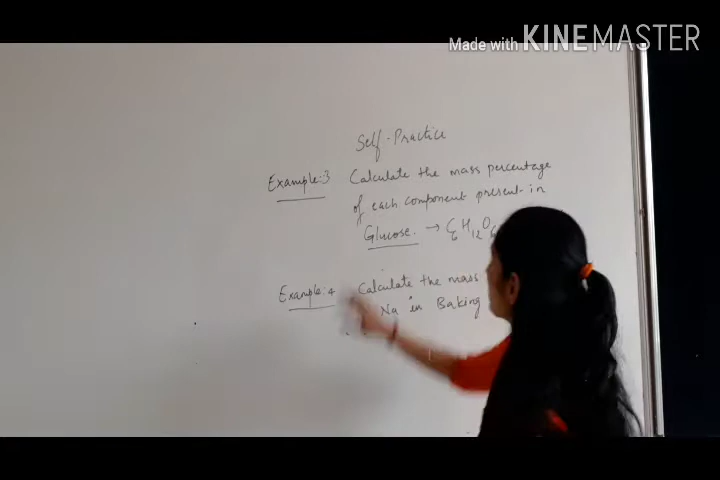 Made with KINEMASTER
Self-Practice
Example:3 Calculate the mass percentage
of each component present in
Glucose. → C6H12O6
Example:4 Calculate the mass
Na in Baking